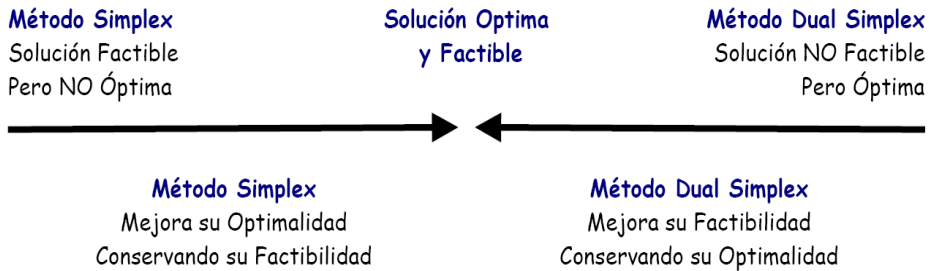 Método Simplex
Solución Factible
Pero NO Óptima
Solución Optima
y Factible
Método Dual Simplex
Solución NO Factible
Pero Óptima
Método Simplex
Mejora su Optimalidad
Conservando su Factibilidad
Método Dual Simplex
Mejora su Factibilidad
Conservando su Optimalidad